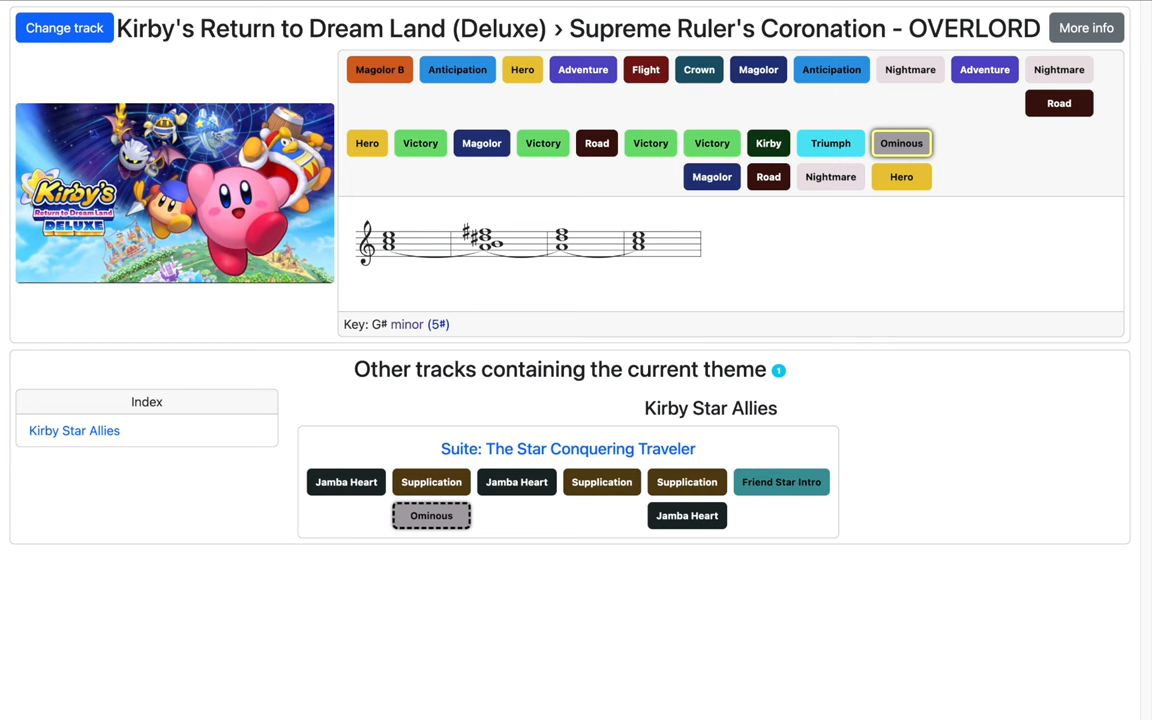 Change track
Kirby's Return to Dream Land (Deluxe) › Supreme Ruler's Coronation - OVERLORD
More info
Magolor B Anticipation Hero Adventure Flight Crown Magolor Anticipation Nightmare Adventure Nightmare
Road
Hero Victory Magolor Victory Road Victory Victory Kirby Triumph Ominous
Magolor Road Nightmare Hero
Kirby's
Return to Dream Land
DELUXE
Key: G# minor (5#)
Other tracks containing the current theme 1
Index
Kirby Star Allies
Kirby Star Allies
Suite: The Star Conquering Traveler
Jamba Heart Supplication Jamba Heart Supplication Supplication Friend Star Intro
Ominous Jamba Heart